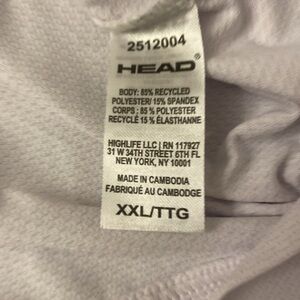 2512004
HEAD®
BODY: 85% RECYCLED
POLYESTER/ 15% SPANDEX
CORPS : 85 % POLYESTER
RECYCLÉ 15 % ÉLASTHANNE
HIGHLIFE LLC | RN 117927
31 W 34TH STREET 6TH FL
NEW YORK, NY 10001
MADE IN CAMBODIA
FABRIQUÉ AU CAMBODGE
XXL/TTG